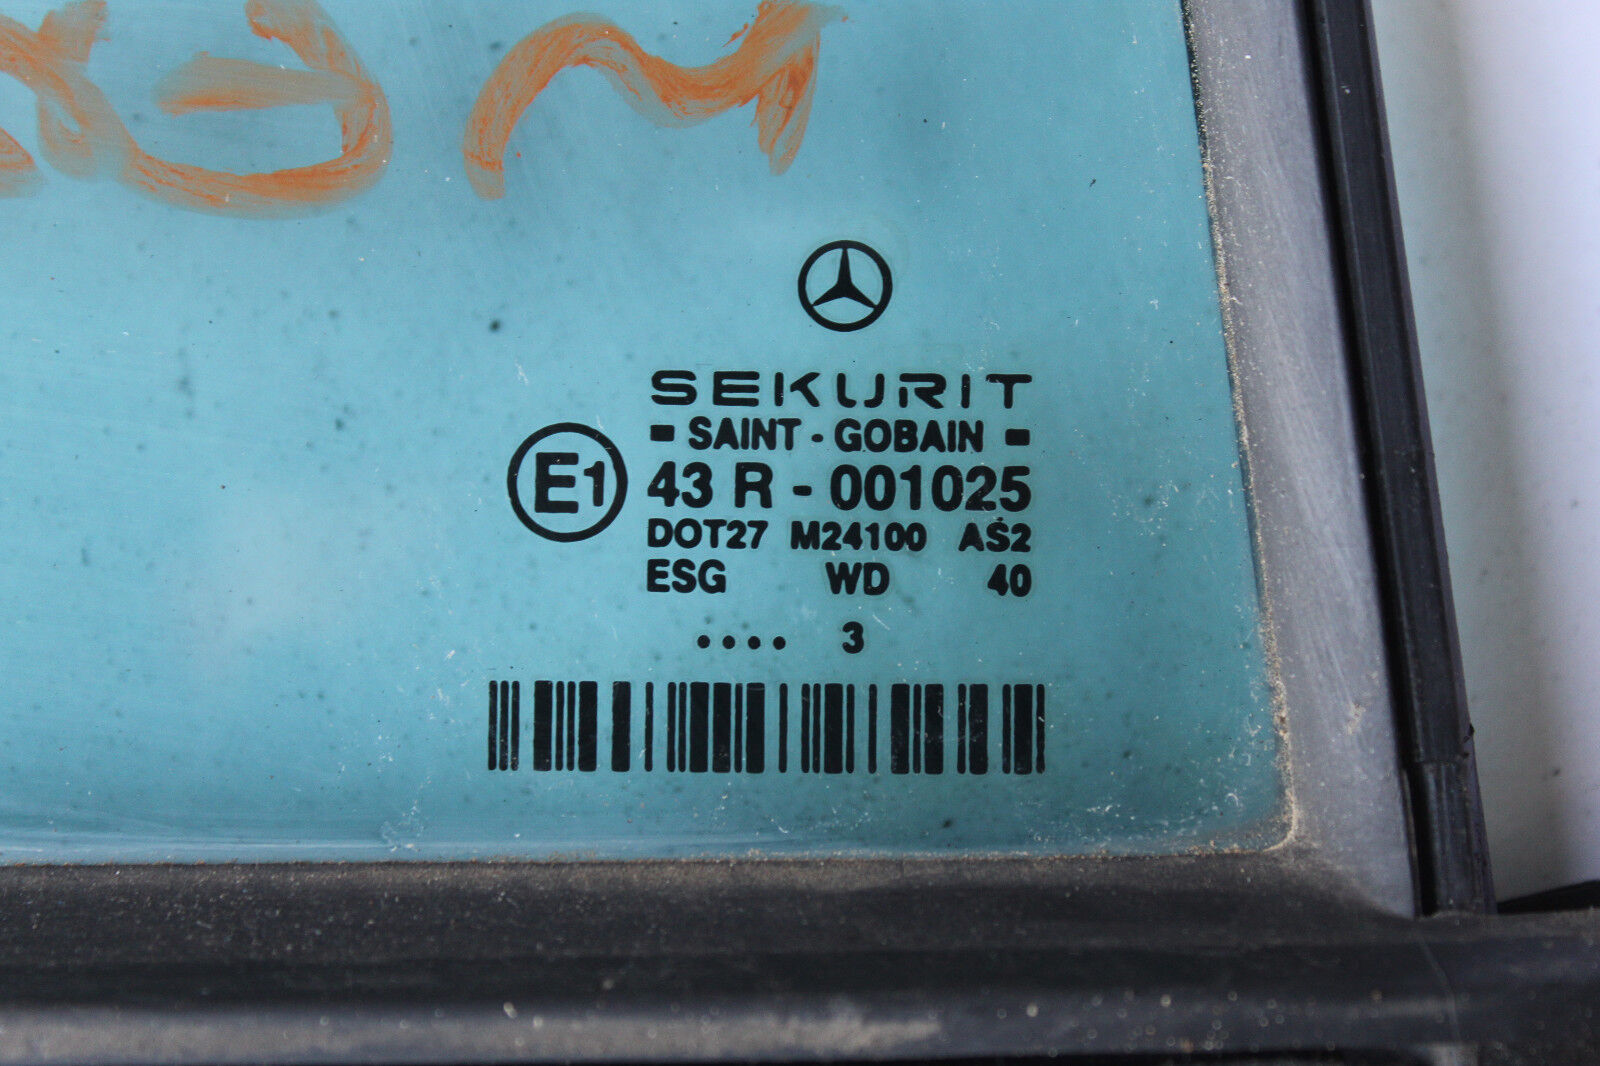 SEKURIT
- SAINT - GOBAIN -
E1 43 R - 001025
DOT27 M24100 AS2
ESG WD 40
.... 3